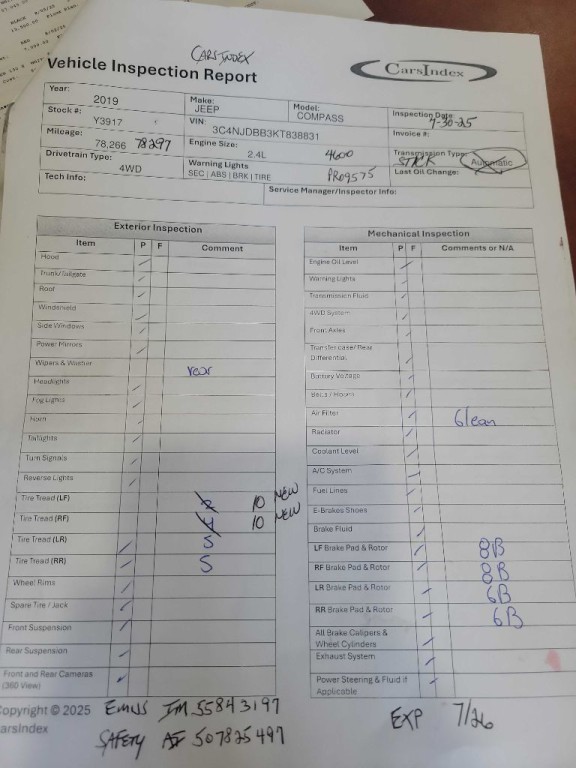 CARSINDEX
Vehicle Inspection Report
CarsIndex
Year: 2019
Make: JEEP
Model: COMPASS
Inspection Date: 7-30-25
Stock #: Y3917
VIN: 3C4NJDBB3KT838831
Invoice #:
Mileage: 78,266 78297
Engine Size: 2.4L 4600
Transmission Type: STICK Automatic
Drivetrain Type: 4WD
Warning Lights SEC | ABS | BRK | TIRE PR09575
Last Oil Change:
Tech Info:
Service Manager/Inspector Info:
Exterior Inspection
Item P F Comment
Hood
Trunk/Tailgate
Roof
Windshield
Side Windows
Power Mirrors
Wipers & Washer rear
Headlights
Fog Lights
Horn
Taillights
Turn Signals
Reverse Lights
Tire Tread (LF) 10 NEW
Tire Tread (RF) 4 10 NEW
Tire Tread (LR) 5
Tire Tread (RR) 5
Wheel Rims
Spare Tire / Jack
Front Suspension
Rear Suspension
Front and Rear Cameras
(360 View)
Mechanical Inspection
Item P F Comments or N/A
Engine Oil Level
Warning Lights
Transmission Fluid
4WD System
Front Axles
Transfer case/ Rear
Differential
Battery Voltage
Belts / Hoses
Air Filter Clean
Radiator
Coolant Level
A/C System
Fuel Lines
E-Brakes Shoes
Brake Fluid
LF Brake Pad & Rotor 8B
RF Brake Pad & Rotor 8B
LR Brake Pad & Rotor 6B
RR Brake Pad & Rotor 6B
All Brake Calipers &
Wheel Cylinders
Exhaust System
Power Steering & Fluid if
Applicable
Copyright © 2025
CarsIndex
EMISS IM 55843197
SAFETY AF 507825497
EXP 7/26